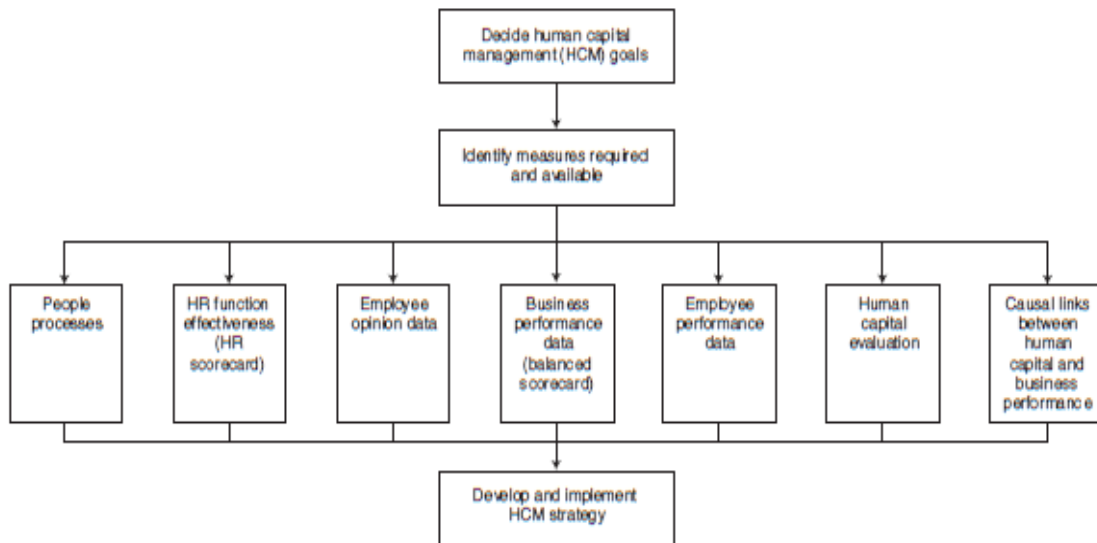 Decide human capital
management (HCM) goals
Identify measures required
and available
People
processes
HR function
effectiveness
(HR
scorecard)
Employee
opinion data
Business
performance
data
(balanced
scorecard)
Employee
performance
data
Human
capital
evaluation
Causal links
between
human
capital and
business
performance
Develop and implement
HCM strategy